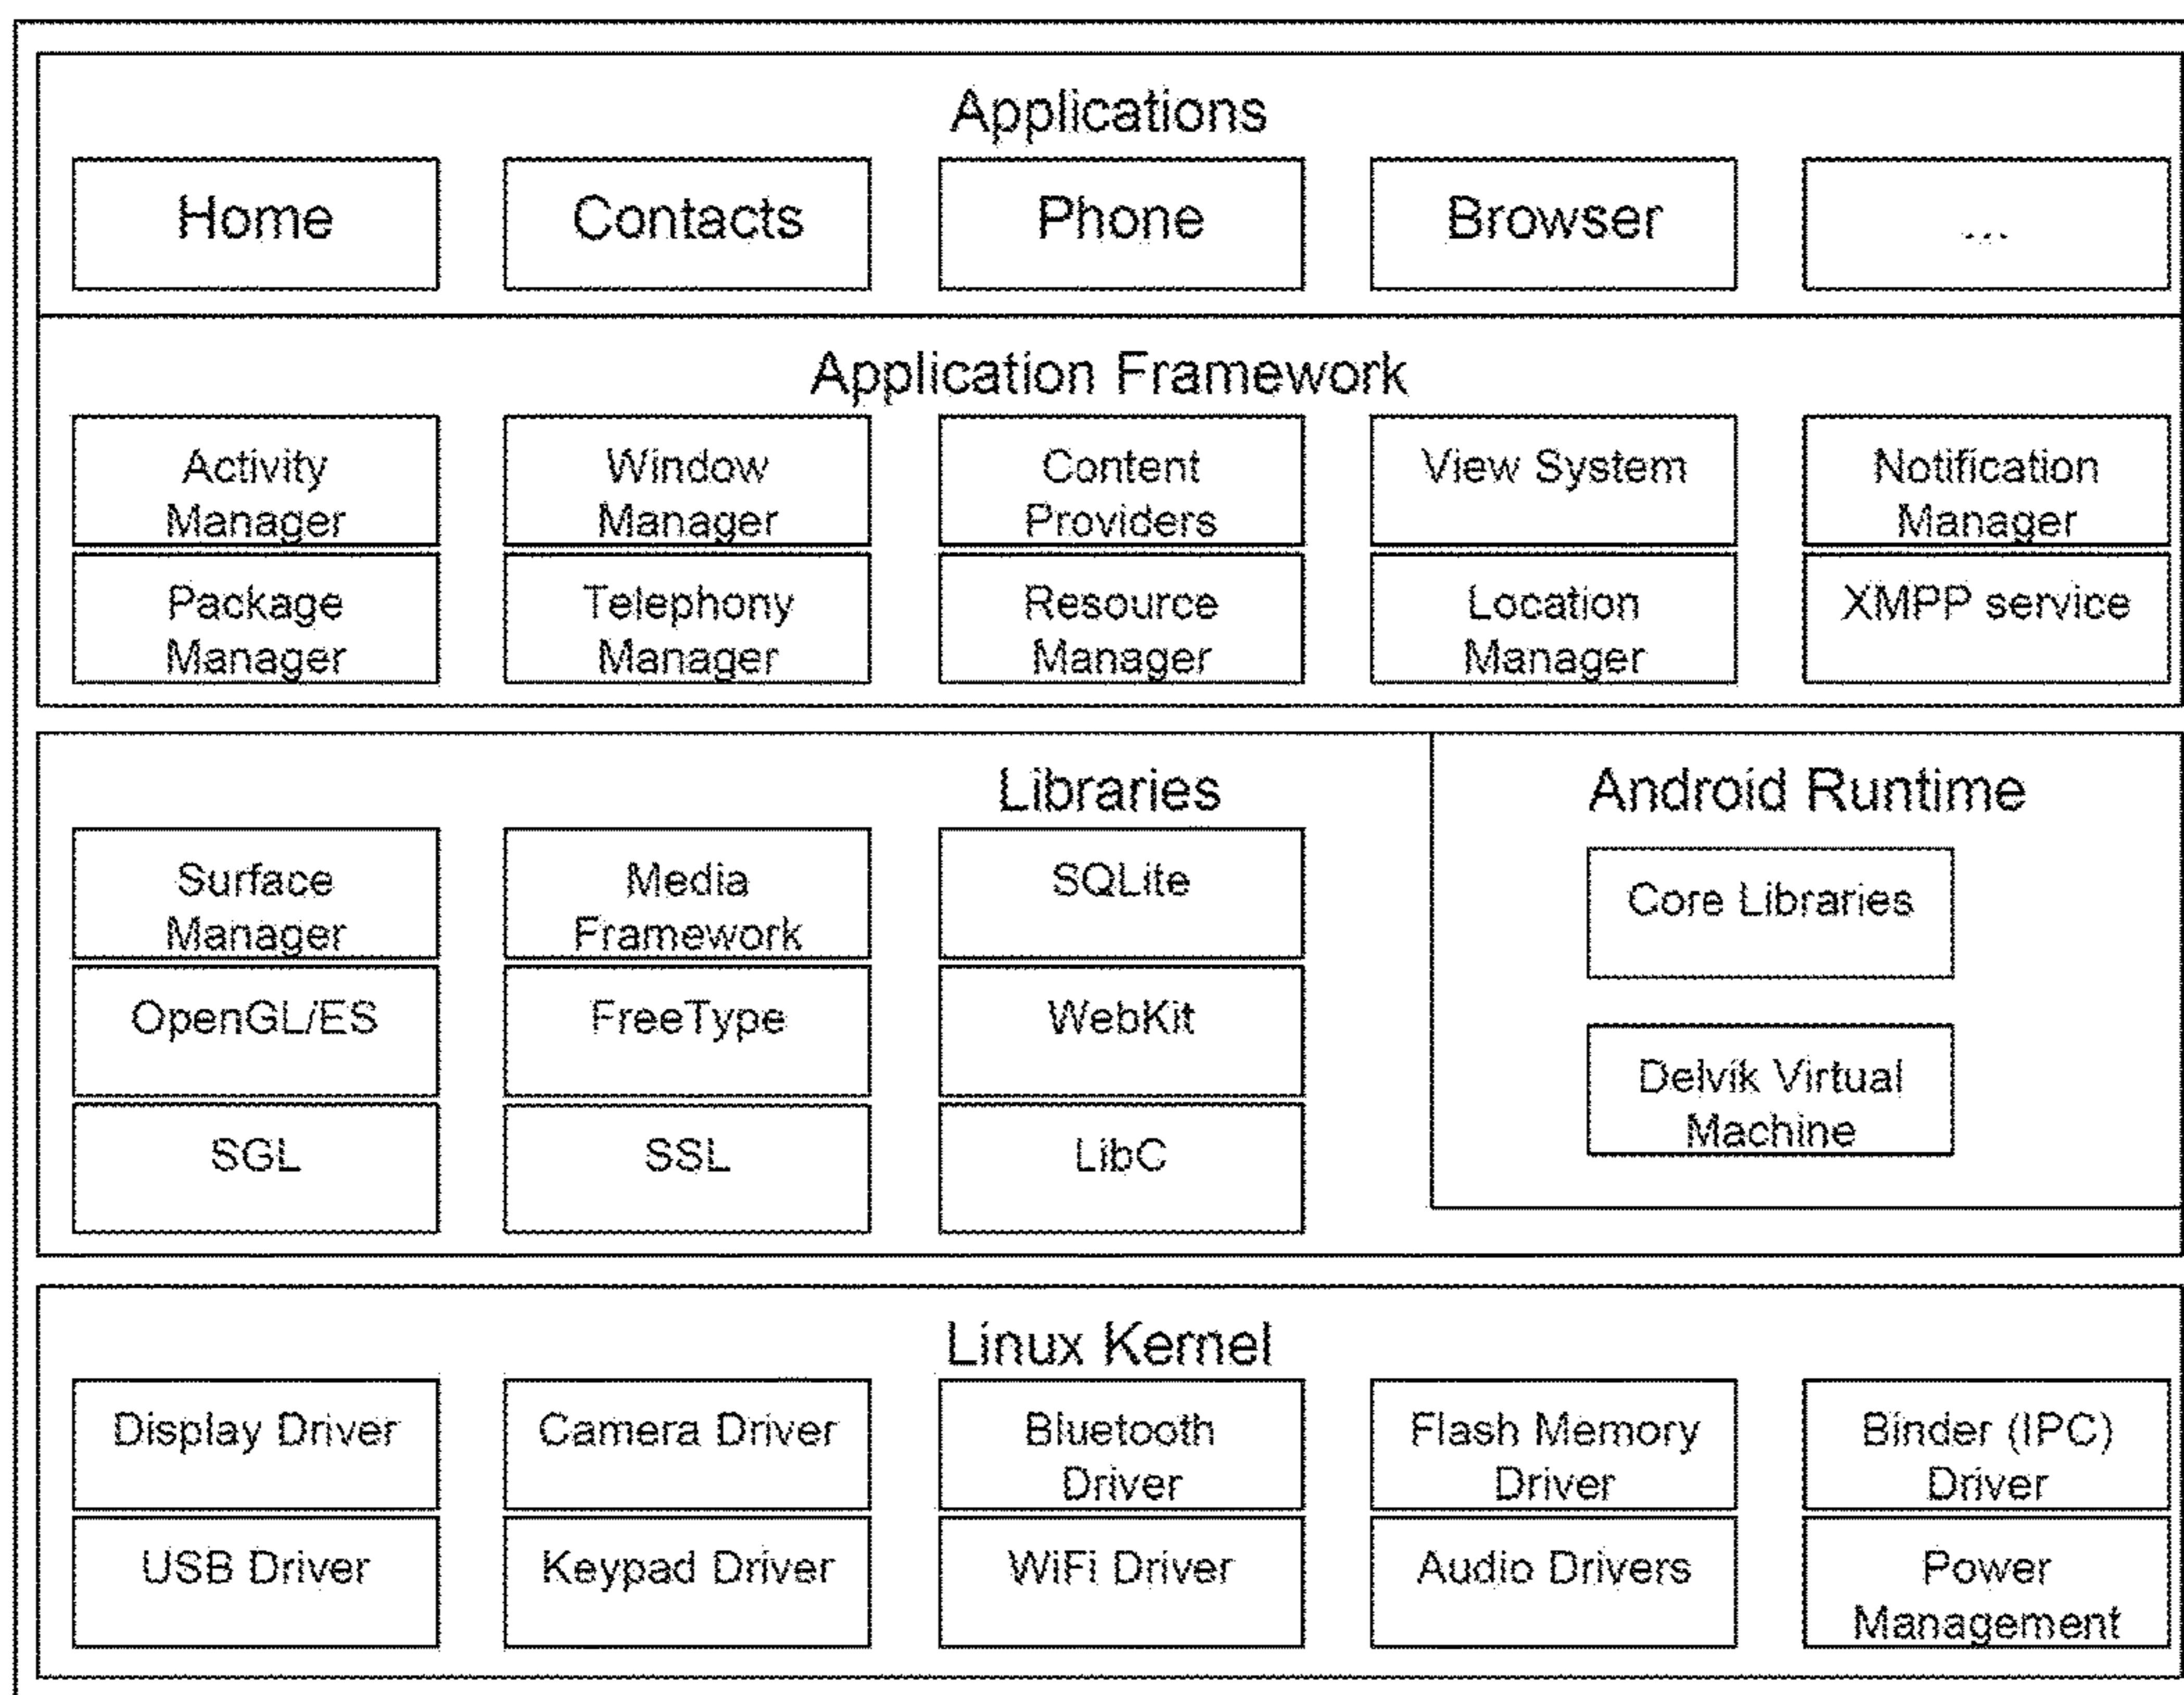 Applications
Home
Contacts
Phone
Browser
...
Application Framework
Activity
Manager
Window
Manager
Content
Providers
View System
Notification
Manager
Package
Manager
Telephony
Manager
Resource
Manager
Location
Manager
XMPP service
Libraries
Surface
Manager
Media
Framework
SQLite
OpenGL/ES
FreeType
WebKit
SGL
SSL
LibC
Android Runtime
Core Libraries
Delvik Virtual
Machine
Linux Kernel
Display Driver
Camera Driver
Bluetooth
Driver
Flash Memory
Driver
Binder (IPC)
Driver
USB Driver
Keypad Driver
WiFi Driver
Audio Drivers
Power
Management